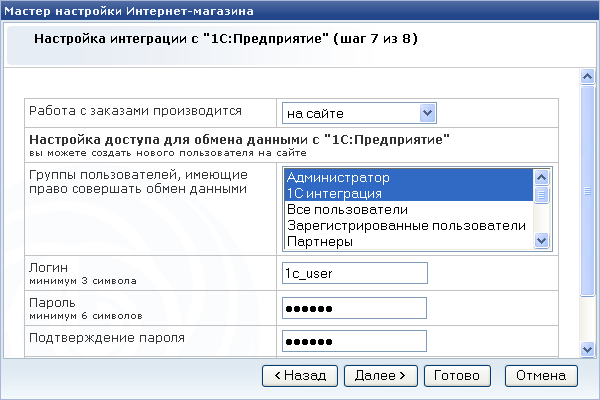 Мастер настройки Интернет-магазина
Настройка интеграции с "1С:Предприятие" (шаг 7 из 8)
Работа с заказами производится
на сайте
Настройка доступа для обмена данными с "1С:Предприятие"
вы можете создать нового пользователя на сайте
Группы пользователей, имеющие
право совершать обмен данными
Администратор
1С интеграция
Все пользователи
Зарегистрированные пользователи
Партнеры
Логин
минимум 3 символа
1c_user
Пароль
минимум 6 символов
●●●●●●
Подтверждение пароля
●●●●●●
< Назад
Далее >
Готово
Отмена